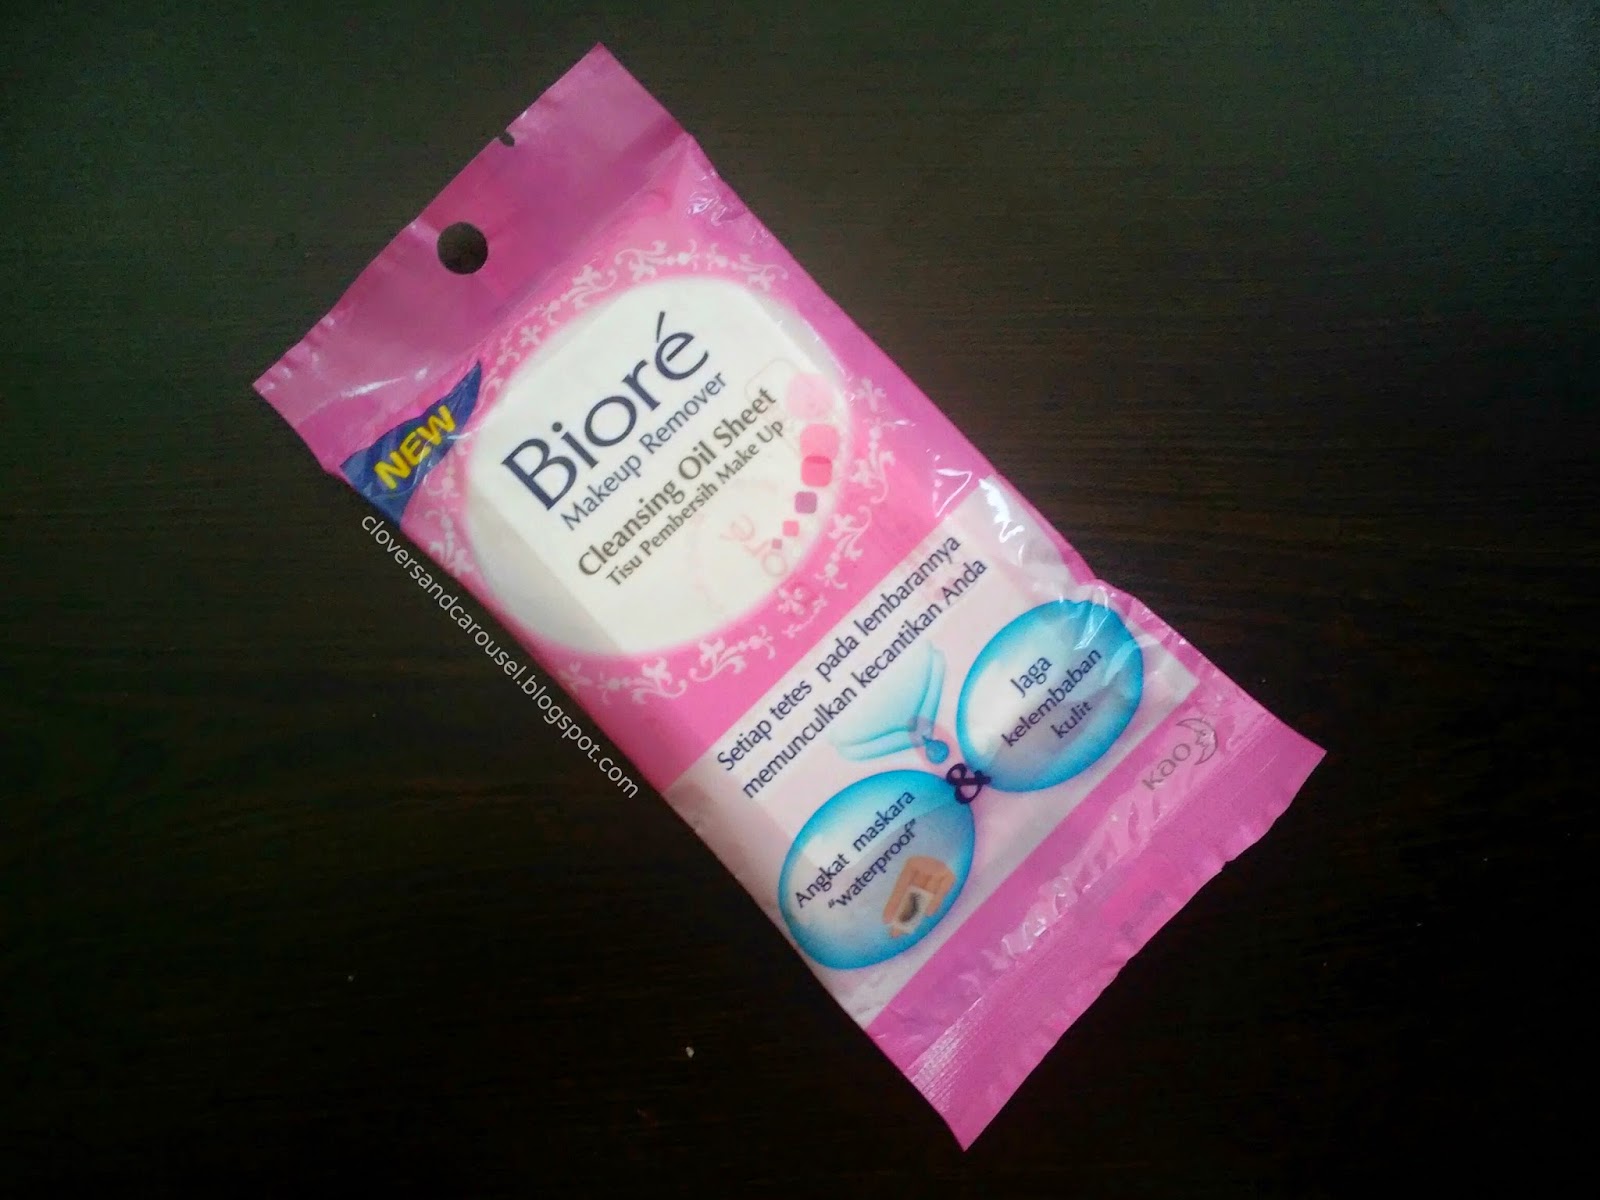 NEW
Bioré
Makeup Remover
Cleansing Oil Sheet
Tisu Pembersih Make Up
Setiap tetes pada lembarannya
memunculkan kecantikan Anda
Angkat maskara
"waterproof"
&
Jaga
kelembaban
kulit
Kao
cloversandcarousel.blogspot.com